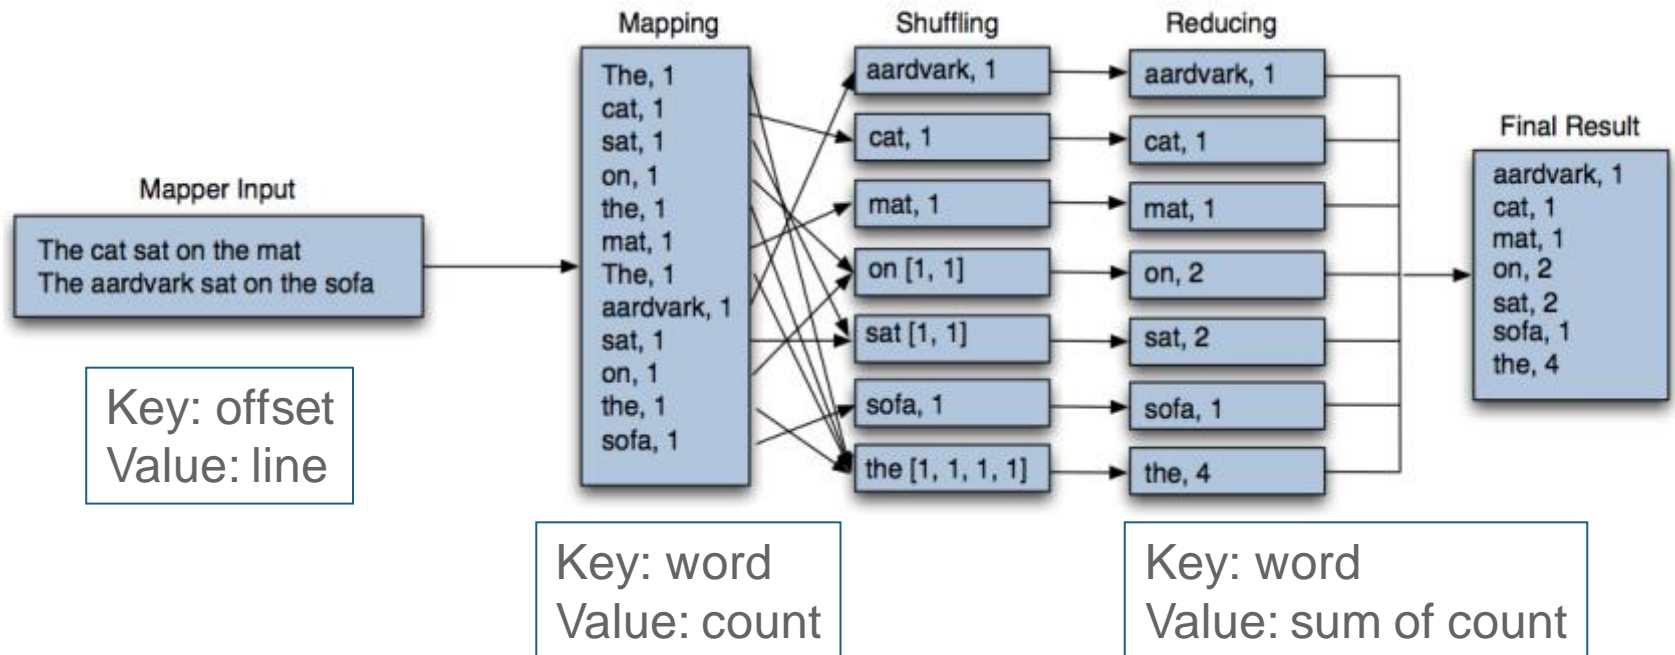 Mapper Input
The cat sat on the mat
The aardvark sat on the sofa
Key: offset
Value: line
Mapping
The, 1
cat, 1
sat, 1
on, 1
the, 1
mat, 1
The, 1
aardvark, 1
sat, 1
on, 1
the, 1
sofa, 1
Key: word
Value: count
Shuffling
aardvark, 1
cat, 1
mat, 1
on [1, 1]
sat [1, 1]
sofa, 1
the [1, 1, 1, 1]
Reducing
aardvark, 1
cat, 1
mat, 1
on, 2
sat, 2
sofa, 1
the, 4
Key: word
Value: sum of count
Final Result
aardvark, 1
cat, 1
mat, 1
on, 2
sat, 2
sofa, 1
the, 4